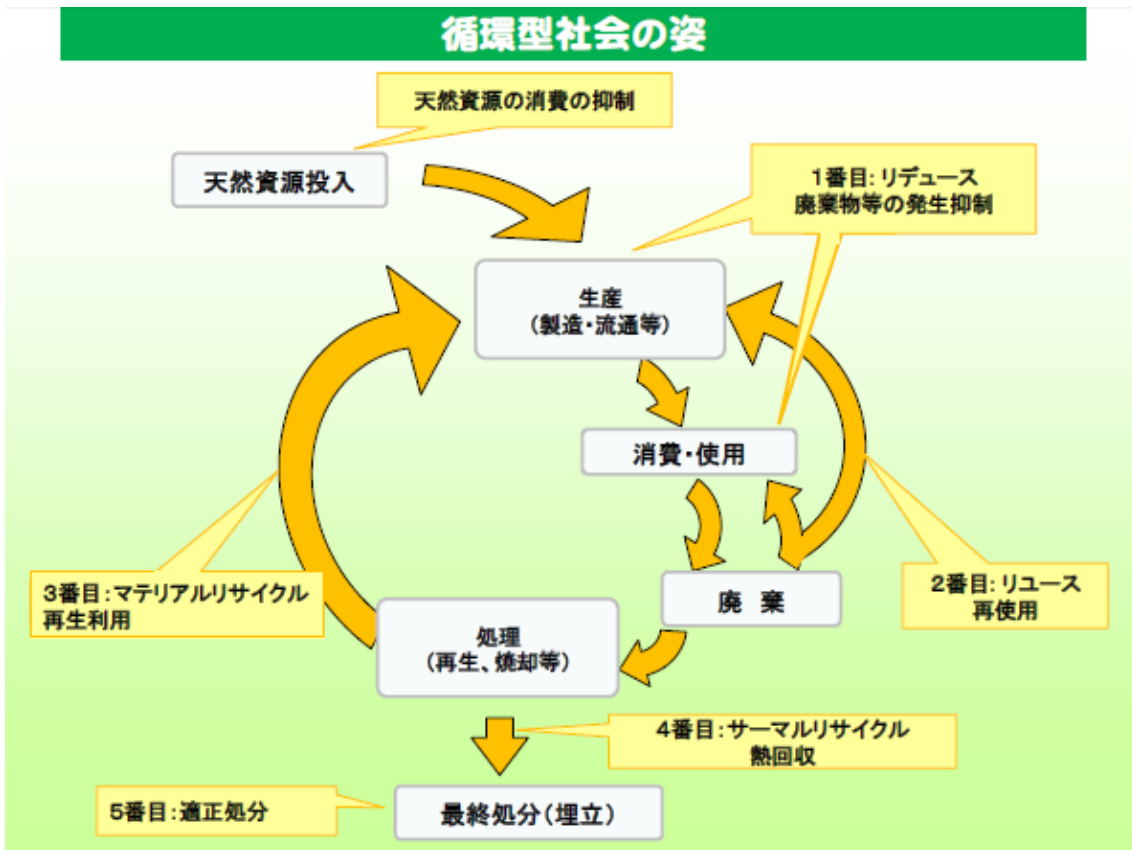 循環型社会の姿
天然資源の消費の抑制
天然資源投入
1番目:リデュース
廃棄物等の発生抑制
生産
(製造・流通等)
消費・使用
3番目:マテリアルリサイクル
再生利用
廃 棄
2番目:リユース
再使用
処理
(再生、焼却等)
4番目:サーマルリサイクル
熱回収
5番目:適正処分
最終処分(埋立)